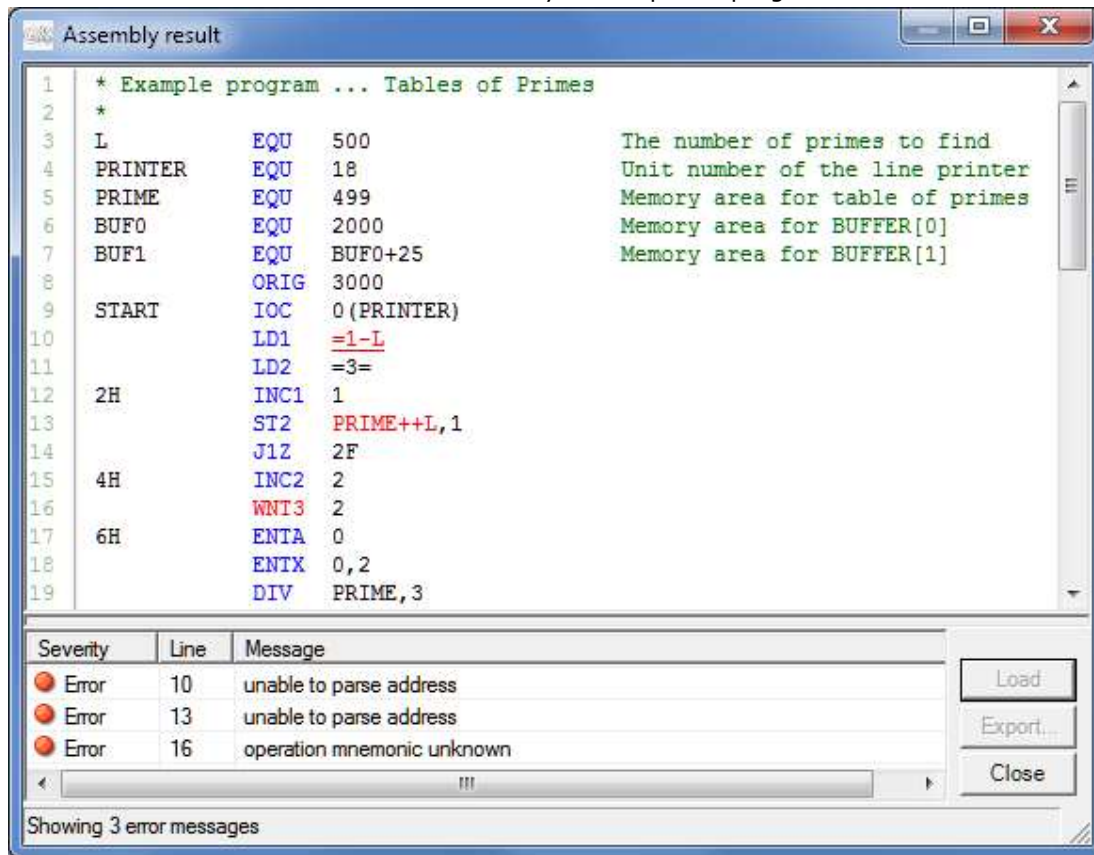 Assembly result
1 * Example program ... Tables of Primes
2 *
3 L EQU 500 The number of primes to find
4 PRINTER EQU 18 Unit number of the line printer
5 PRIME EQU 499 Memory area for table of primes
6 BUF0 EQU 2000 Memory area for BUFFER[0]
7 BUF1 EQU BUF0+25 Memory area for BUFFER[1]
8 ORIG 3000
9 START IOC 0(PRINTER)
10 LD1 =1-L
11 LD2 =3=
12 2H INC1 1
13 ST2 PRIME++L,1
14 J1Z 2F
15 4H INC2 2
16 WNT3 2
17 6H ENTA 0
18 ENTX 0,2
19 DIV PRIME,3
Severity Line Message
Error 10 unable to parse address
Error 13 unable to parse address
Error 16 operation mnemonic unknown
Load
Export...
Close
Showing 3 error messages